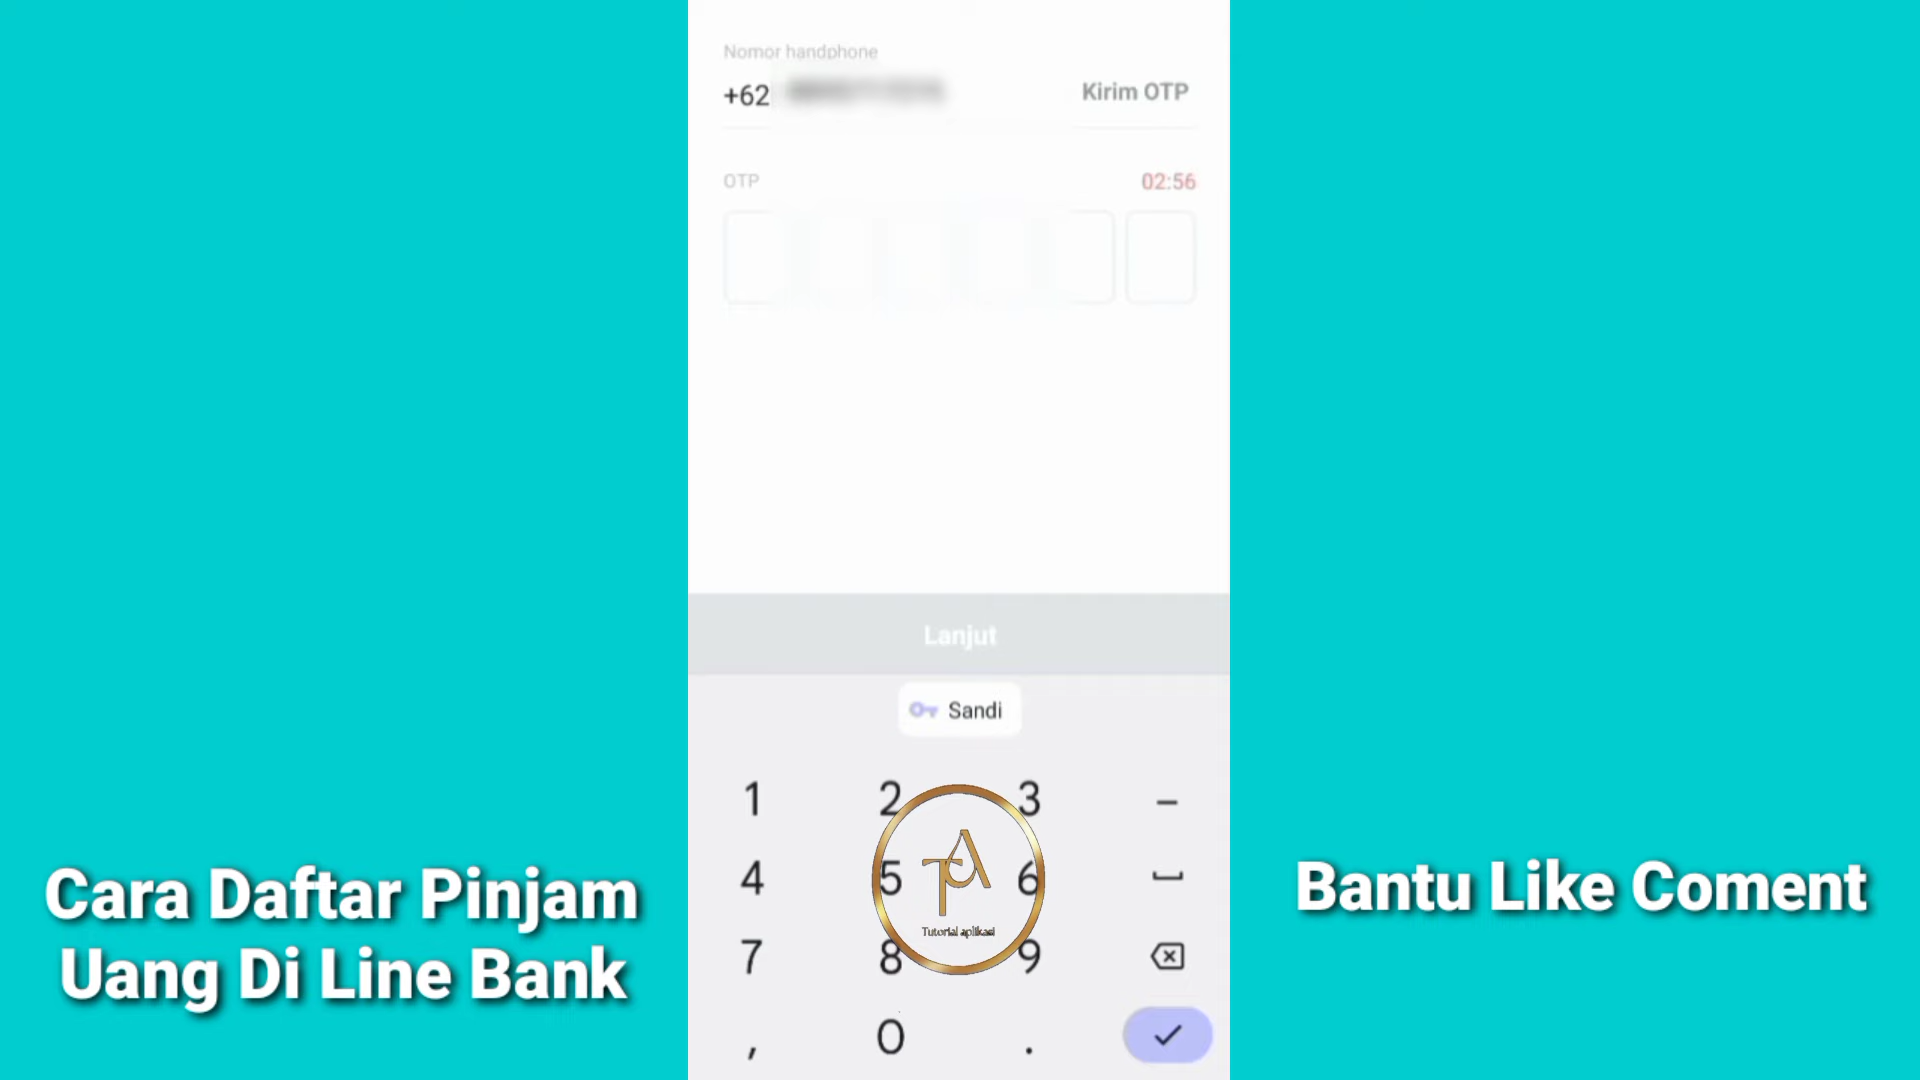 Nomor handphone
+62
Kirim OTP
OTP
02:56
Lanjut
Sandi
1 2 3 –
4 5 6
7 8 9
, 0 .
TA
Tutorial aplikasi
Cara Daftar Pinjam
Uang Di Line Bank
Bantu Like Coment